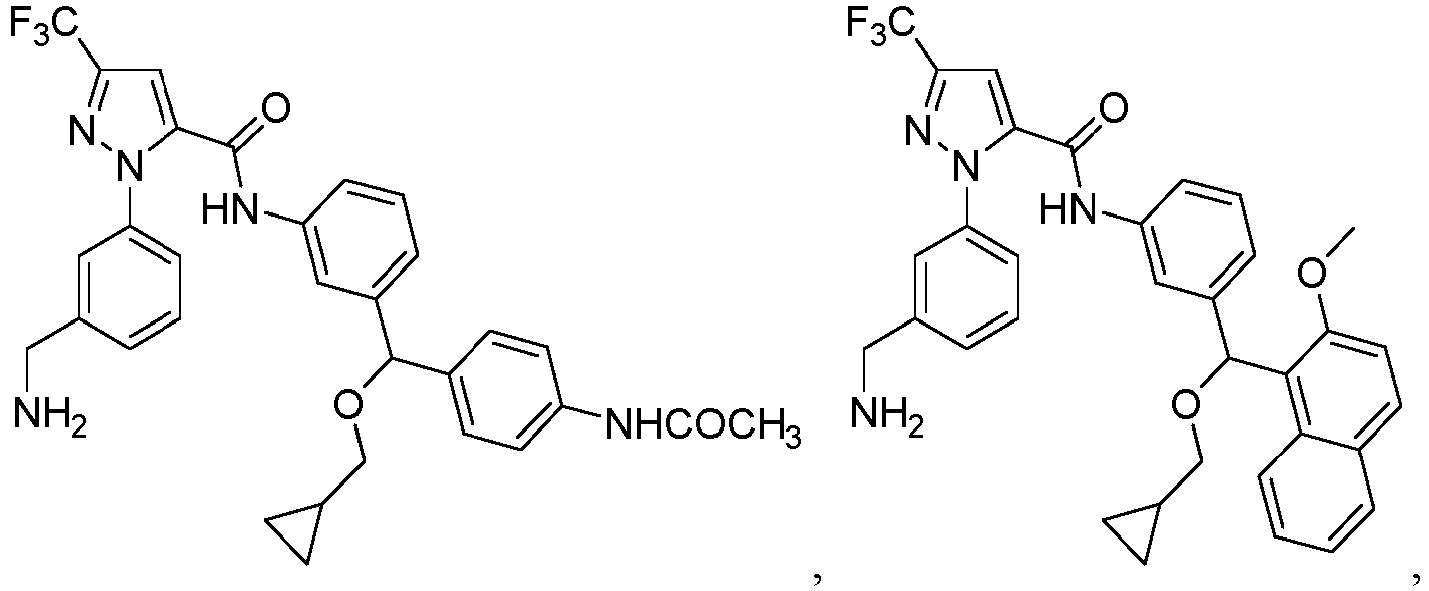 F₃C F₃C
O O
N N
N N
HN HN
O
NH₂ O NHCOCH₃ NH₂ O
, ,